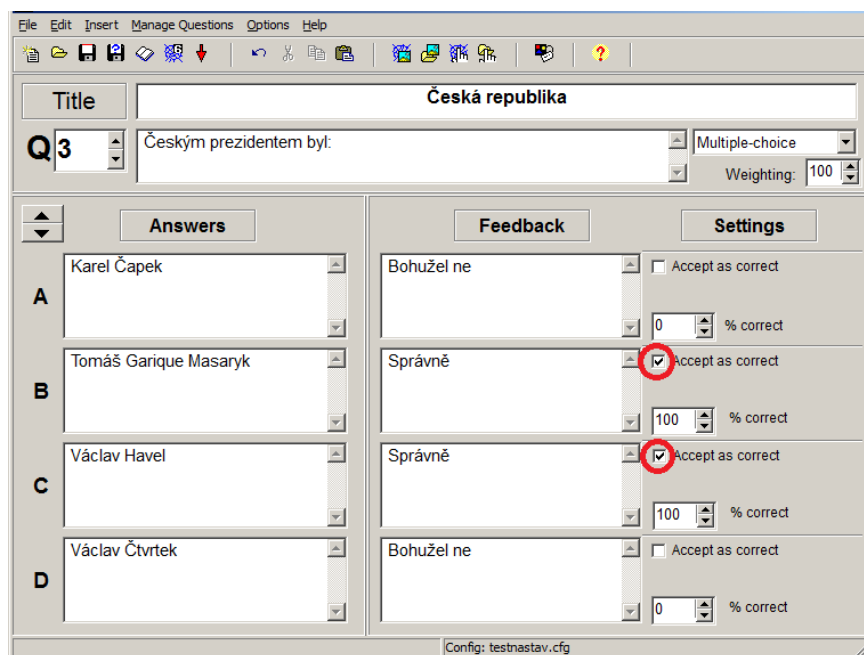 File Edit Insert Manage Questions Options Help
Title Česká republika
Q 3 Českým prezidentem byl: Multiple-choice
Weighting: 100
Answers Feedback Settings
A Karel Čapek Bohužel ne Accept as correct
0 % correct
B Tomáš Garique Masaryk Správně Accept as correct
100 % correct
C Václav Havel Správně Accept as correct
100 % correct
D Václav Čtvrtek Bohužel ne Accept as correct
0 % correct
Config: testnastav.cfg